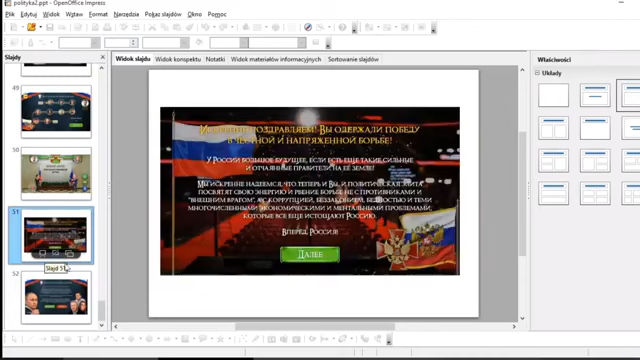 polityka2.ppt - OpenOffice Impress
Plik Edytuj Widok Wstaw Format Narzędzia Pokaz slajdów Okno Pomoc
Slajdy
Widok slajdu Widok konspektu Notatki Widok materiałów informacyjnych Sortowanie slajdów
Właściwości
Układy
49
50
51
52
Slajd 51
Мы искренне поздравляем! Вы одержали победу
в честной и напряженной борьбе!
У России большое будущее, если есть еще такие сильные
и отчаянные правители на её земле!
Мы искренне надеемся, что теперь и Вы, и политическая элита
посвятят свою энергию и рвение борьбе не с противниками и
"внешним врагом", а с коррупцией, беззаконием, бедностью и теми
многочисленными экономическими и ментальными проблемами,
которые все еще истощают Россию.
Вперед, Россия!
Далее